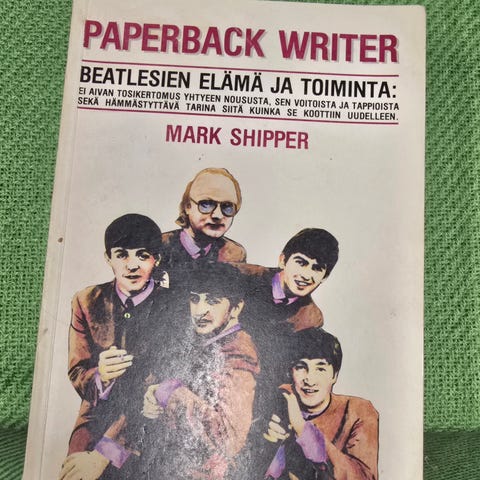 PAPERBACK WRITER
BEATLESIEN ELÄMÄ JA TOIMINTA:
EI AIVAN TOSIKERTOMUS YHTYEEN NOUSUSTA, SEN VOITOISTA JA TAPPIOISTA
SEKÄ HÄMMÄSTYTTÄVÄ TARINA SIITÄ KUINKA SE KOOTTIIN UUDELLEEN.
MARK SHIPPER